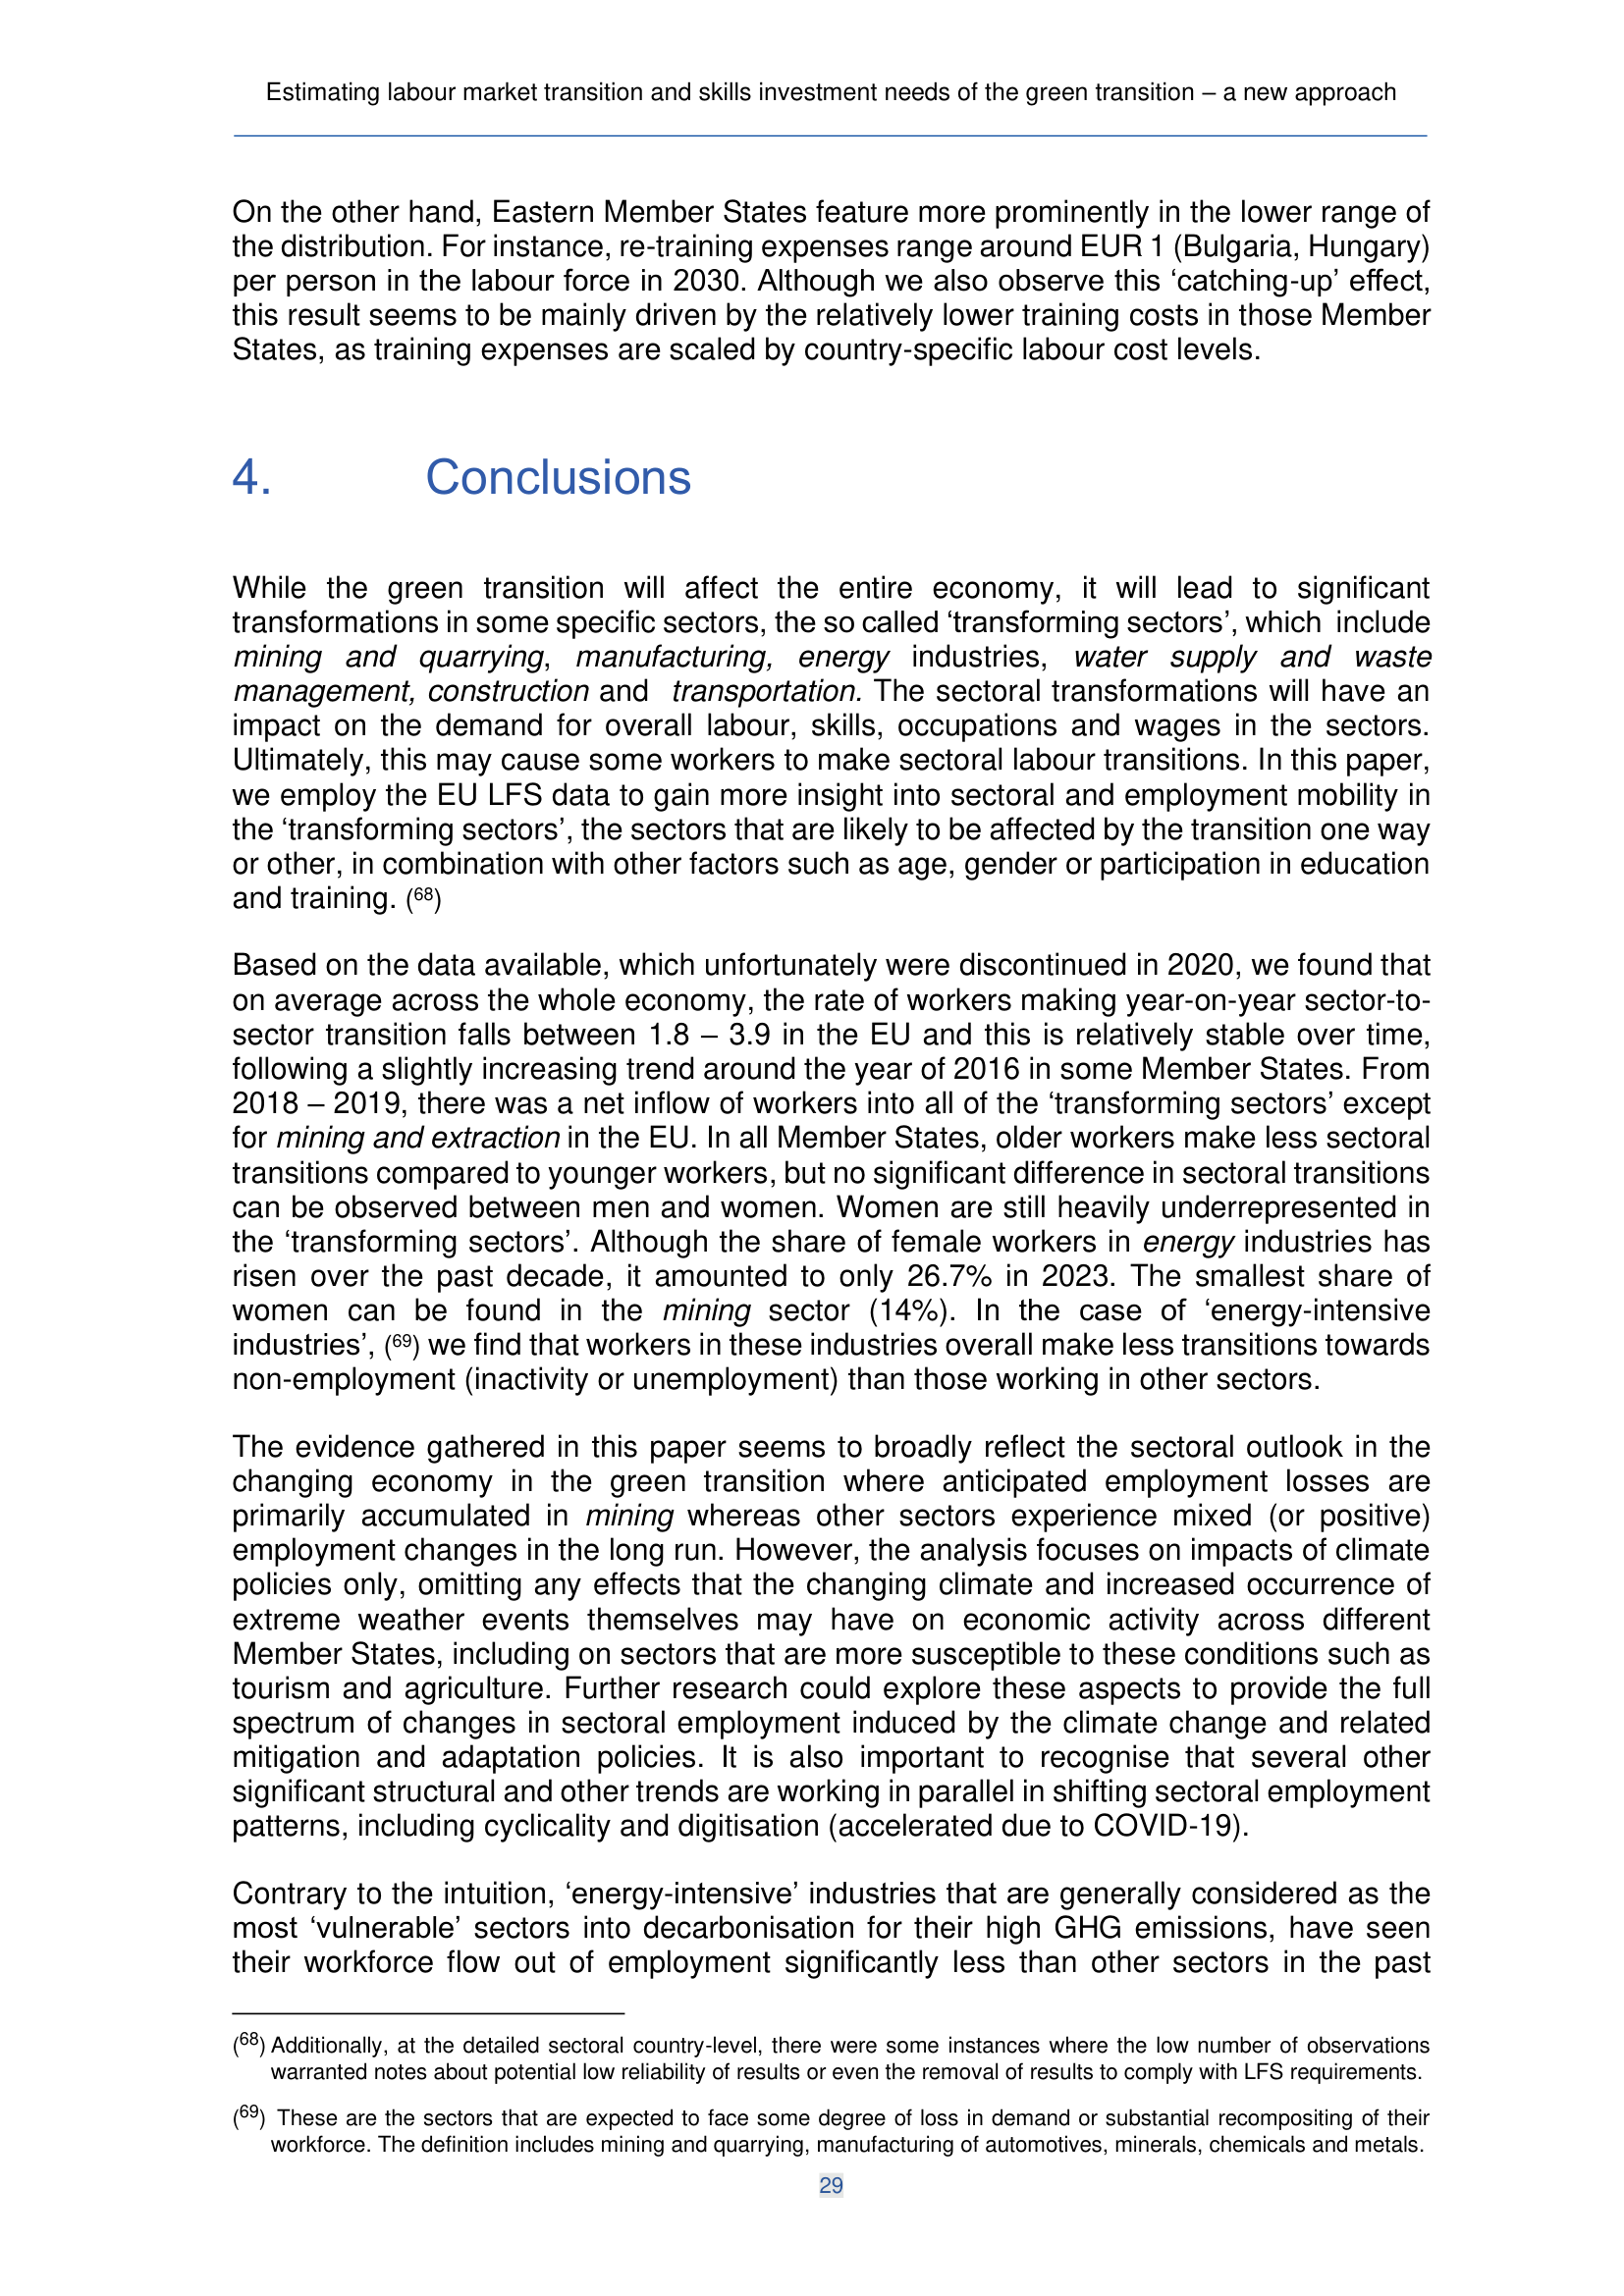 Estimating labour market transition and skills investment needs of the green transition – a new approach
On the other hand, Eastern Member States feature more prominently in the lower range of
the distribution. For instance, re-training expenses range around EUR 1 (Bulgaria, Hungary)
per person in the labour force in 2030. Although we also observe this ‘catching-up’ effect,
this result seems to be mainly driven by the relatively lower training costs in those Member
States, as training expenses are scaled by country-specific labour cost levels.
4. Conclusions
While the green transition will affect the entire economy, it will lead to significant
transformations in some specific sectors, the so called ‘transforming sectors’, which include
mining and quarrying, manufacturing, energy industries, water supply and waste
management, construction and transportation. The sectoral transformations will have an
impact on the demand for overall labour, skills, occupations and wages in the sectors.
Ultimately, this may cause some workers to make sectoral labour transitions. In this paper,
we employ the EU LFS data to gain more insight into sectoral and employment mobility in
the ‘transforming sectors’, the sectors that are likely to be affected by the transition one way
or other, in combination with other factors such as age, gender or participation in education
and training. (68)
Based on the data available, which unfortunately were discontinued in 2020, we found that
on average across the whole economy, the rate of workers making year-on-year sector-to-
sector transition falls between 1.8 – 3.9 in the EU and this is relatively stable over time,
following a slightly increasing trend around the year of 2016 in some Member States. From
2018 – 2019, there was a net inflow of workers into all of the ‘transforming sectors’ except
for mining and extraction in the EU. In all Member States, older workers make less sectoral
transitions compared to younger workers, but no significant difference in sectoral transitions
can be observed between men and women. Women are still heavily underrepresented in
the ‘transforming sectors’. Although the share of female workers in energy industries has
risen over the past decade, it amounted to only 26.7% in 2023. The smallest share of
women can be found in the mining sector (14%). In the case of ‘energy-intensive
industries’, (69) we find that workers in these industries overall make less transitions towards
non-employment (inactivity or unemployment) than those working in other sectors.
The evidence gathered in this paper seems to broadly reflect the sectoral outlook in the
changing economy in the green transition where anticipated employment losses are
primarily accumulated in mining whereas other sectors experience mixed (or positive)
employment changes in the long run. However, the analysis focuses on impacts of climate
policies only, omitting any effects that the changing climate and increased occurrence of
extreme weather events themselves may have on economic activity across different
Member States, including on sectors that are more susceptible to these conditions such as
tourism and agriculture. Further research could explore these aspects to provide the full
spectrum of changes in sectoral employment induced by the climate change and related
mitigation and adaptation policies. It is also important to recognise that several other
significant structural and other trends are working in parallel in shifting sectoral employment
patterns, including cyclicality and digitisation (accelerated due to COVID-19).
Contrary to the intuition, ‘energy-intensive’ industries that are generally considered as the
most ‘vulnerable’ sectors into decarbonisation for their high GHG emissions, have seen
their workforce flow out of employment significantly less than other sectors in the past
(68) Additionally, at the detailed sectoral country-level, there were some instances where the low number of observations
warranted notes about potential low reliability of results or even the removal of results to comply with LFS requirements.
(69) These are the sectors that are expected to face some degree of loss in demand or substantial recompositing of their
workforce. The definition includes mining and quarrying, manufacturing of automotives, minerals, chemicals and metals.
29